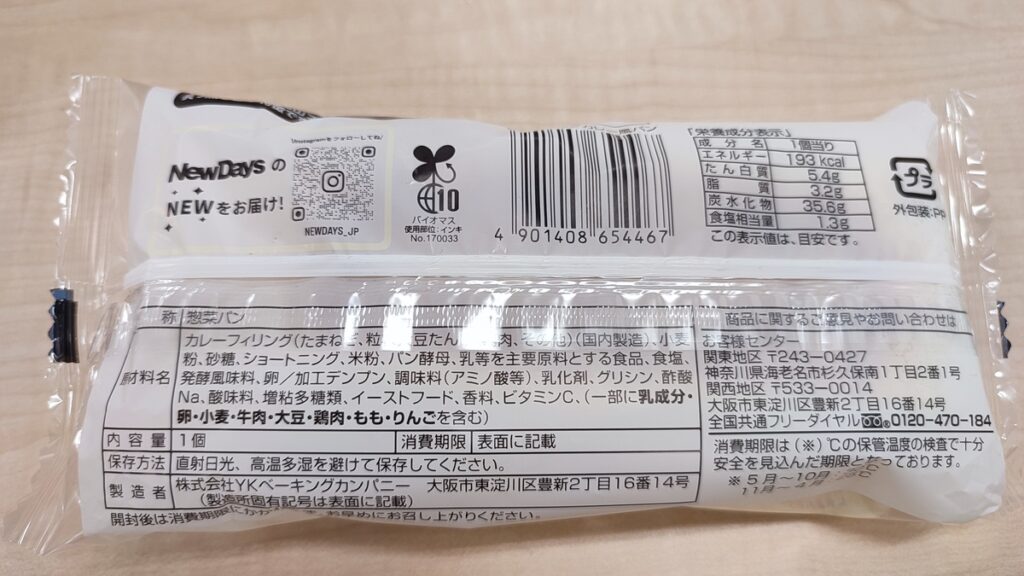 Instagramをフォローしてね!
NewDaysの
NEWをお届け!
NEWDAYS_JP
10
バイオマス
使用部位:インキ
No.170033
4 901408 654467
パン
[栄養成分表示]
成分名 1個当り
エネルギー 193 kcal
たん白質 5.4g
脂質 3.2g
炭水化物 35.6g
食塩相当量 1.3g
この表示値は、目安です。
プラ
外包装:PP
称 惣菜パン
材料名 カレーフィリング(たまねぎ、粒 豆たん 肉、その他)(国内製造)、小麦
粉、砂糖、ショートニング、米粉、パン酵母、乳等を主要原料とする食品、食塩、
発酵風味料、卵/加工デンプン、調味料(アミノ酸等)、乳化剤、グリシン、酢酸
Na、酸味料、増粘多糖類、イーストフード、香料、ビタミンC、(一部に乳成分・
卵・小麦・牛肉・大豆・鶏肉・もも・りんごを含む)
内容量 1個 消費期限 表面に記載
保存方法 直射日光、高温多湿を避けて保存してください。
製造者 株式会社YKベーキングカンパニー 大阪市東淀川区豊新2丁目16番14号
(製造所固有記号は表面に記載)
開封後は消費期限にかか お早めにお召し上がりください。
商品に関するご意見やお問い合わせは
お客様センター
関東地区 〒243-0427
神奈川県海老名市杉久保南1丁目2番1号
関西地区 〒533-0014
大阪市東淀川区豊新2丁目16番14号
全国共通フリーダイヤル 0120-470-184
消費期限は(※)℃の保管温度の検査で十分
安全を見込んだ期限となっております。
※5月~10月
11月